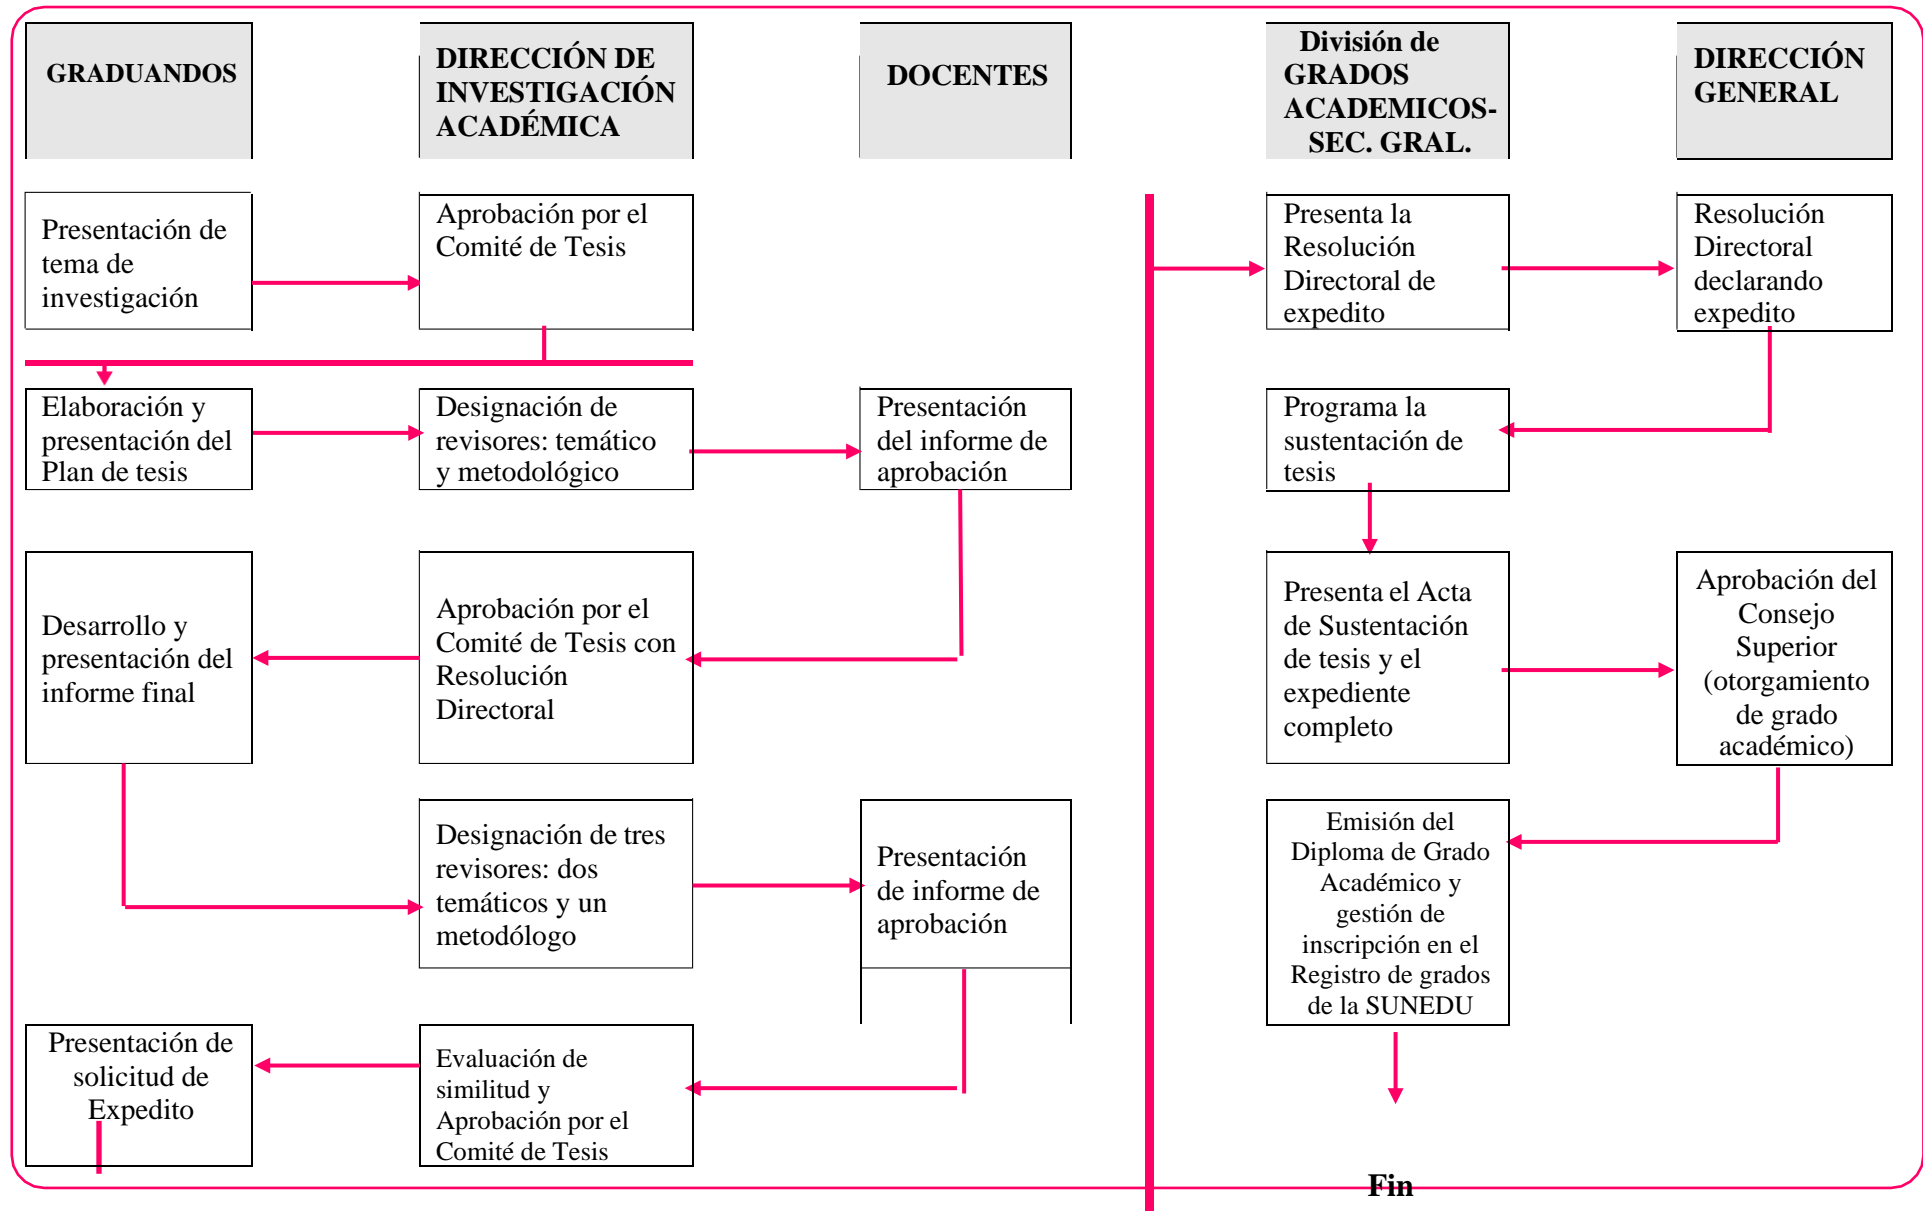 GRADUANDOS
DIRECCIÓN DE
INVESTIGACIÓN
ACADÉMICA
DOCENTES
División de
GRADOS
ACADEMICOS-
SEC. GRAL.
DIRECCIÓN
GENERAL
Presentación de
tema de
investigación
Aprobación por el
Comité de Tesis
Presenta la
Resolución
Directoral de
expedito
Resolución
Directoral
declarando
expedito
Elaboración y
presentación del
Plan de tesis
Designación de
revisores: temático
y metodológico
Presentación
del informe de
aprobación
Programa la
sustentación de
tesis
Desarrollo y
presentación del
informe final
Aprobación por el
Comité de Tesis con
Resolución
Directoral
Presenta el Acta
de Sustentación
de tesis y el
expediente
completo
Aprobación del
Consejo
Superior
(otorgamiento
de grado
académico)
Designación de tres
revisores: dos
temáticos y un
metodólogo
Presentación
de informe de
aprobación
Emisión del
Diploma de Grado
Académico y
gestión de
inscripción en el
Registro de grados
de la SUNEDU
Presentación de
solicitud de
Expedito
Evaluación de
similitud y
Aprobación por el
Comité de Tesis
Fin